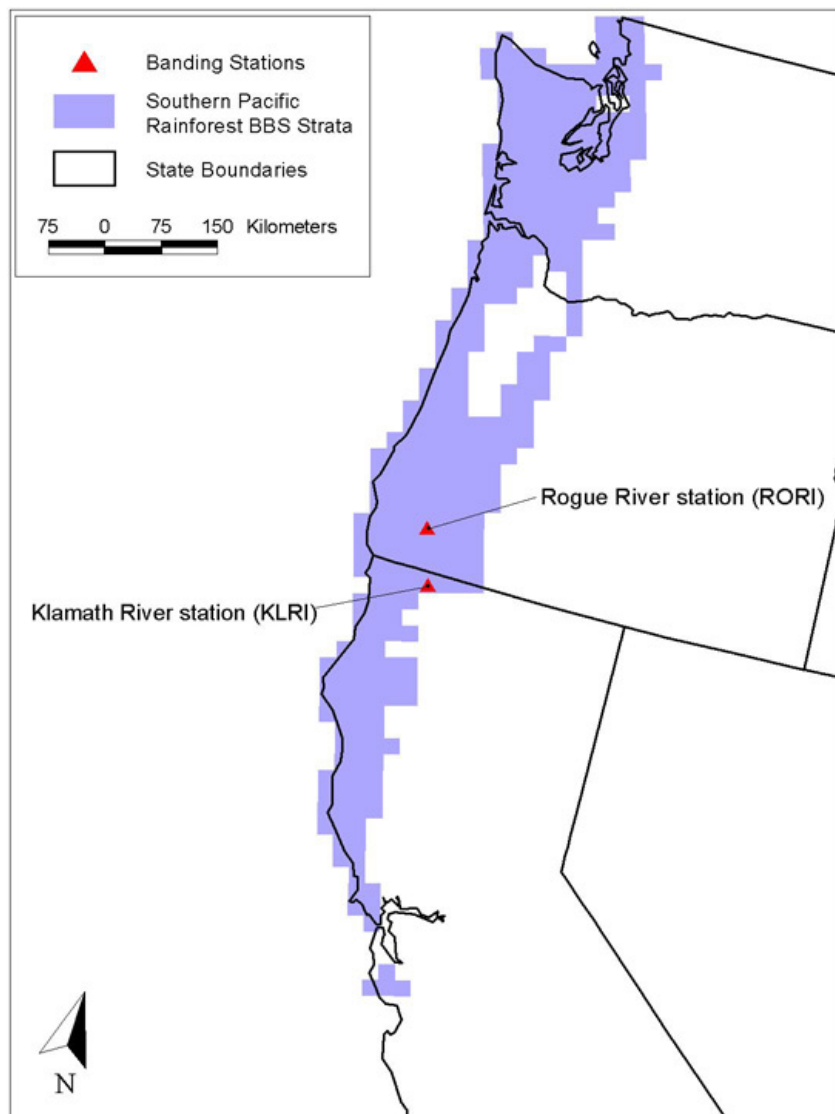 Banding Stations
Southern Pacific
Rainforest BBS Strata
State Boundaries
75 0 75 150 Kilometers
Rogue River station (RORI)
Klamath River station (KLRI)
N